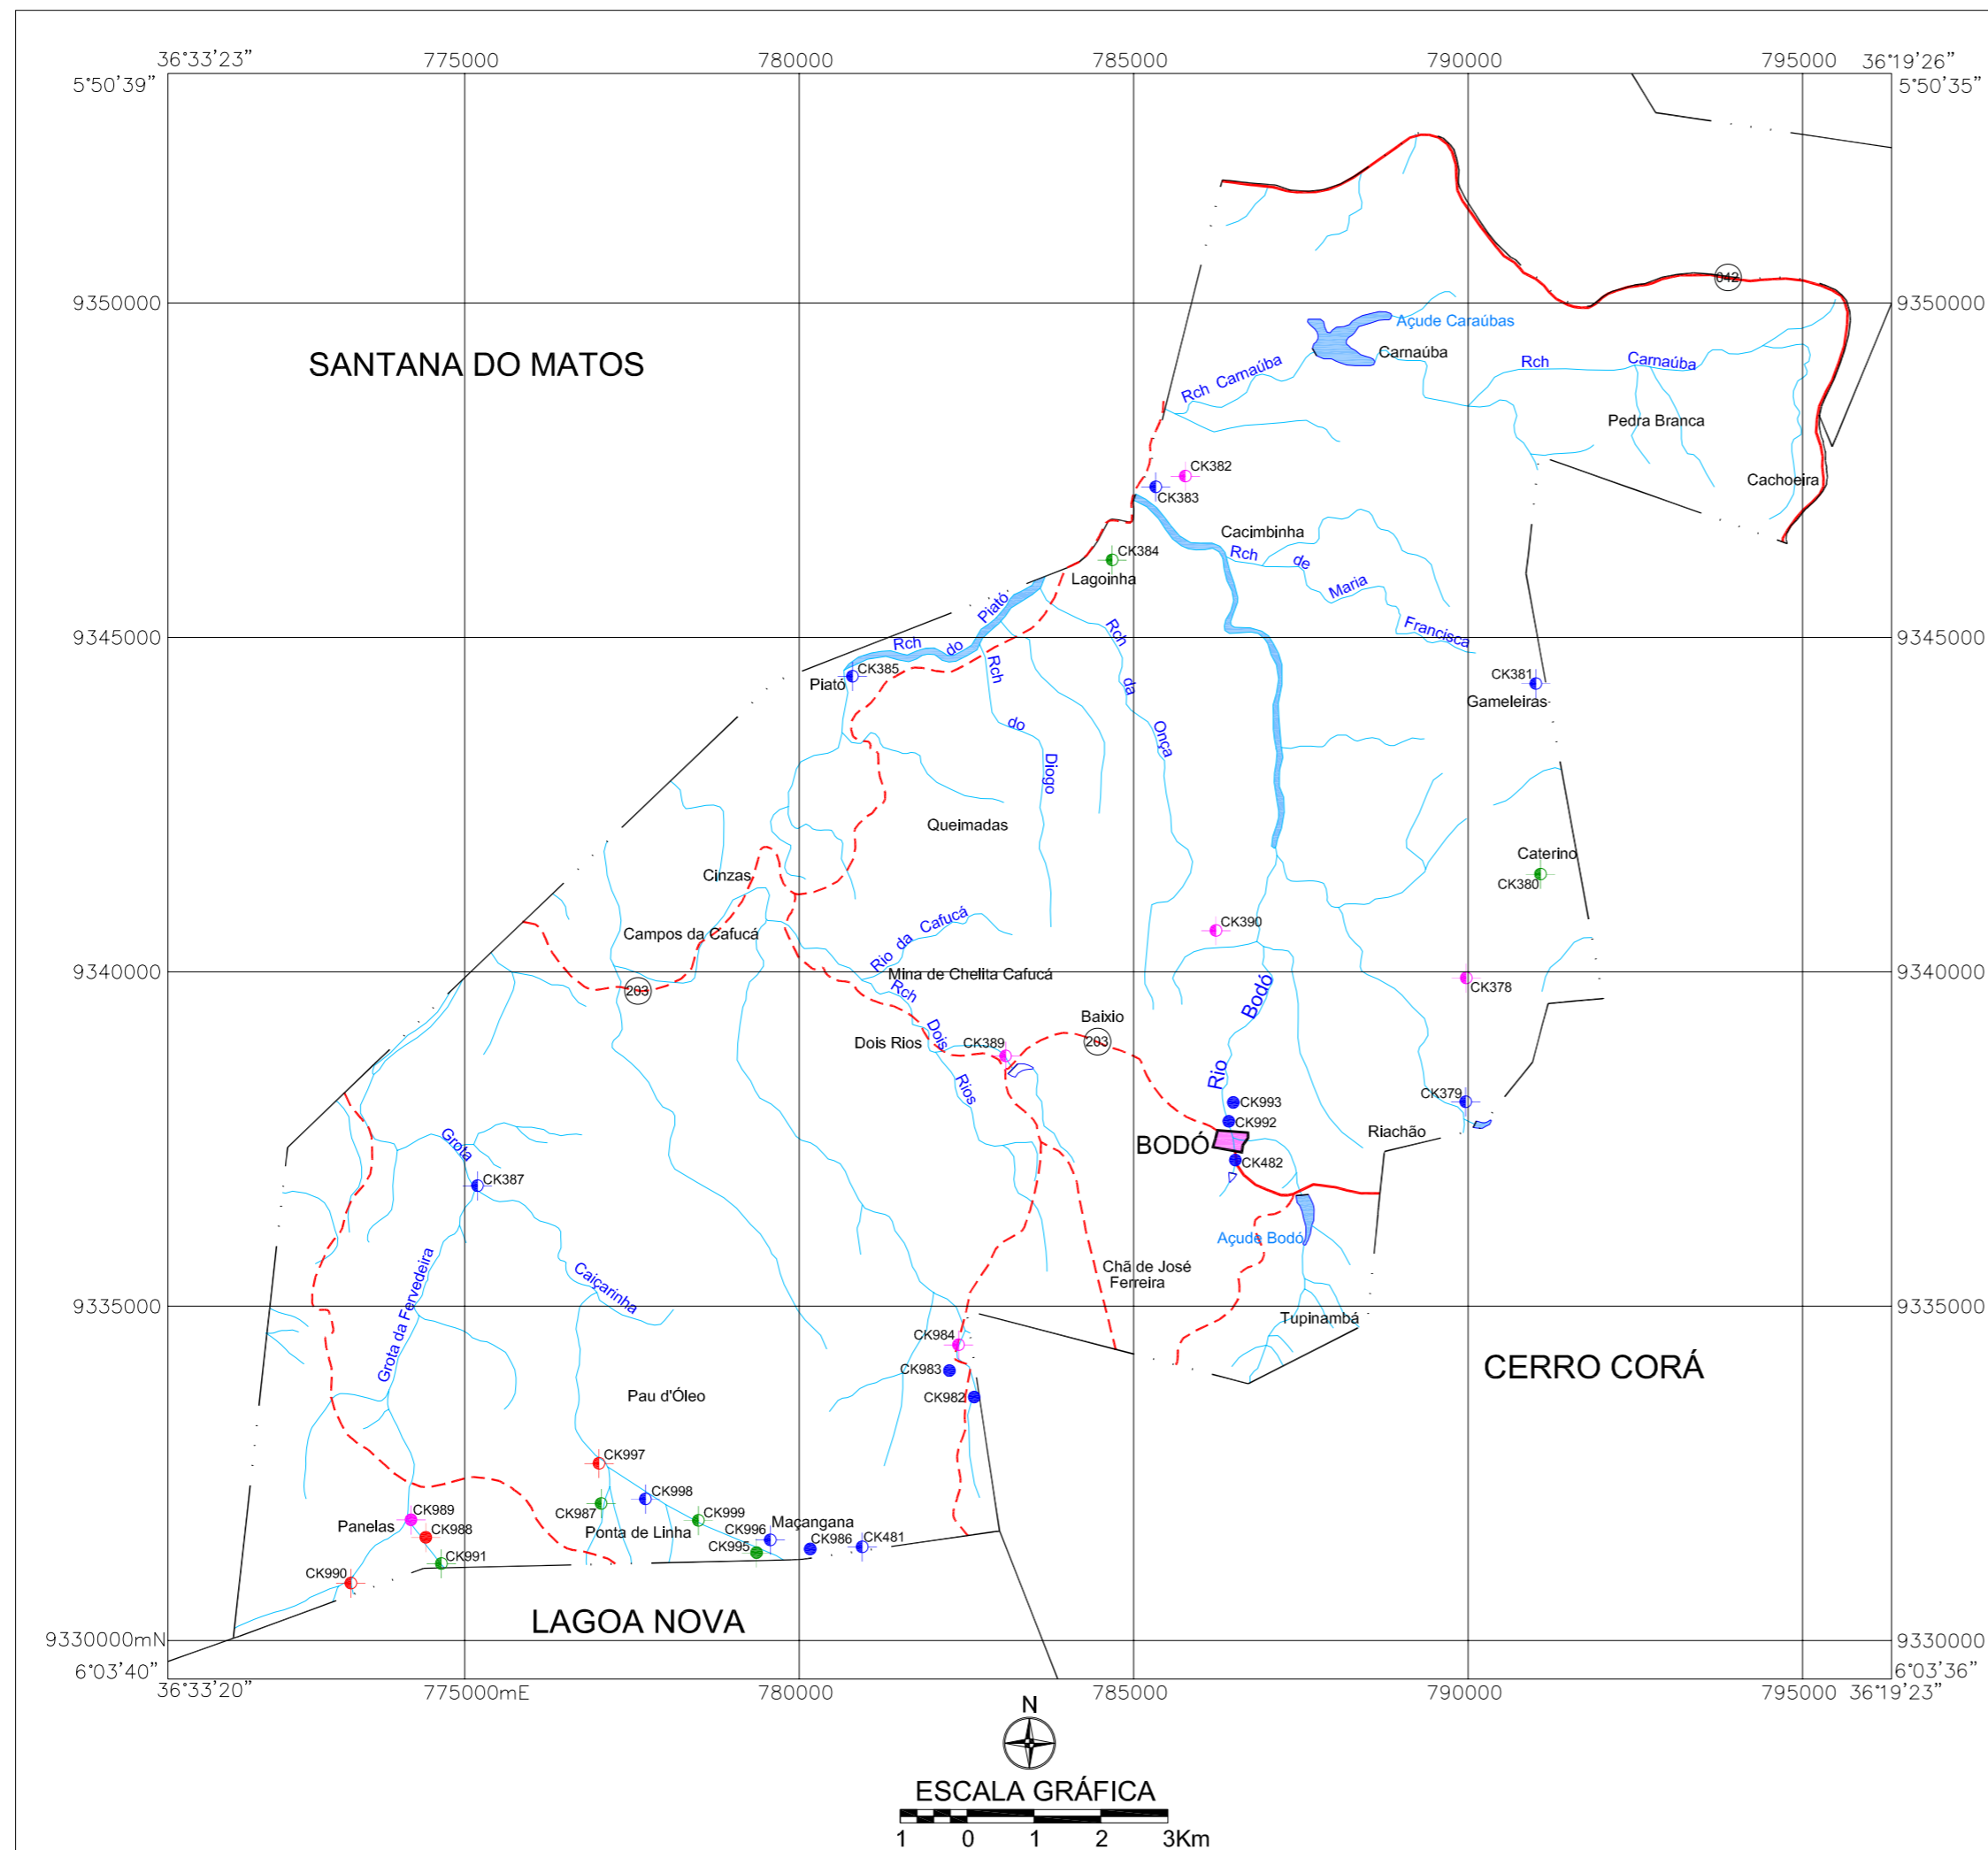 36°33'23"
775000
780000
785000
790000
795000
36°19'26"
5°50'39"
5°50'35"
9350000
9350000
042
Açude Caraúbas
SANTANA DO MATOS
Carnaúba
Rch Carnaúba
Rch Carnaúba
Pedra Branca
CK382
CK383
Cachoeira
Cacimbinha
CK384
Rch de Maria Francisca
Lagoinha
9345000
9345000
Rch do Piató
Rch da Onça
CK385
Piató
Rch do Diogo
CK381
Gameleiras
Queimadas
Caterino
CK380
Cinzas
Campos da Cafucá
Rio da Cafucá
CK390
9340000
9340000
Mina de Chelita Cafucá
CK378
203
Rch Dois Rios
Rio Bodó
Baixio
203
Dois Rios
CK389
CK379
CK993
CK992
Riachão
BODÓ
Grota
CK387
CK482
Açude Bodó
Grota da Fervedeira
Caiçarinha
Chã de José
Ferreira
9335000
9335000
Tupinambá
CK984
CK983
CERRO CORÁ
CK982
Pau d'Óleo
CK997
CK998
CK987
CK999
CK989
Panelas
CK988
Ponta de Linha
Maçangana
CK996
CK986
CK481
CK995
CK991
CK990
LAGOA NOVA
9330000mN
9330000
6°03'40"
6°03'36"
36°33'20"
775000mE
780000
785000
790000
795000
36°19'23"
N
ESCALA GRÁFICA
1 0 1 2 3Km